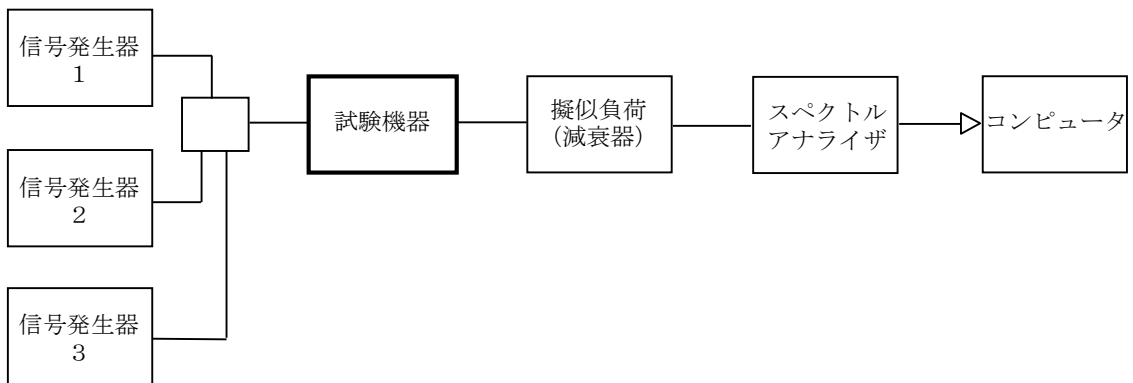 信号発生器
1
試験機器
擬似負荷
(減衰器)
スペクトル
アナライザ
コンピュータ
信号発生器
2
信号発生器
3